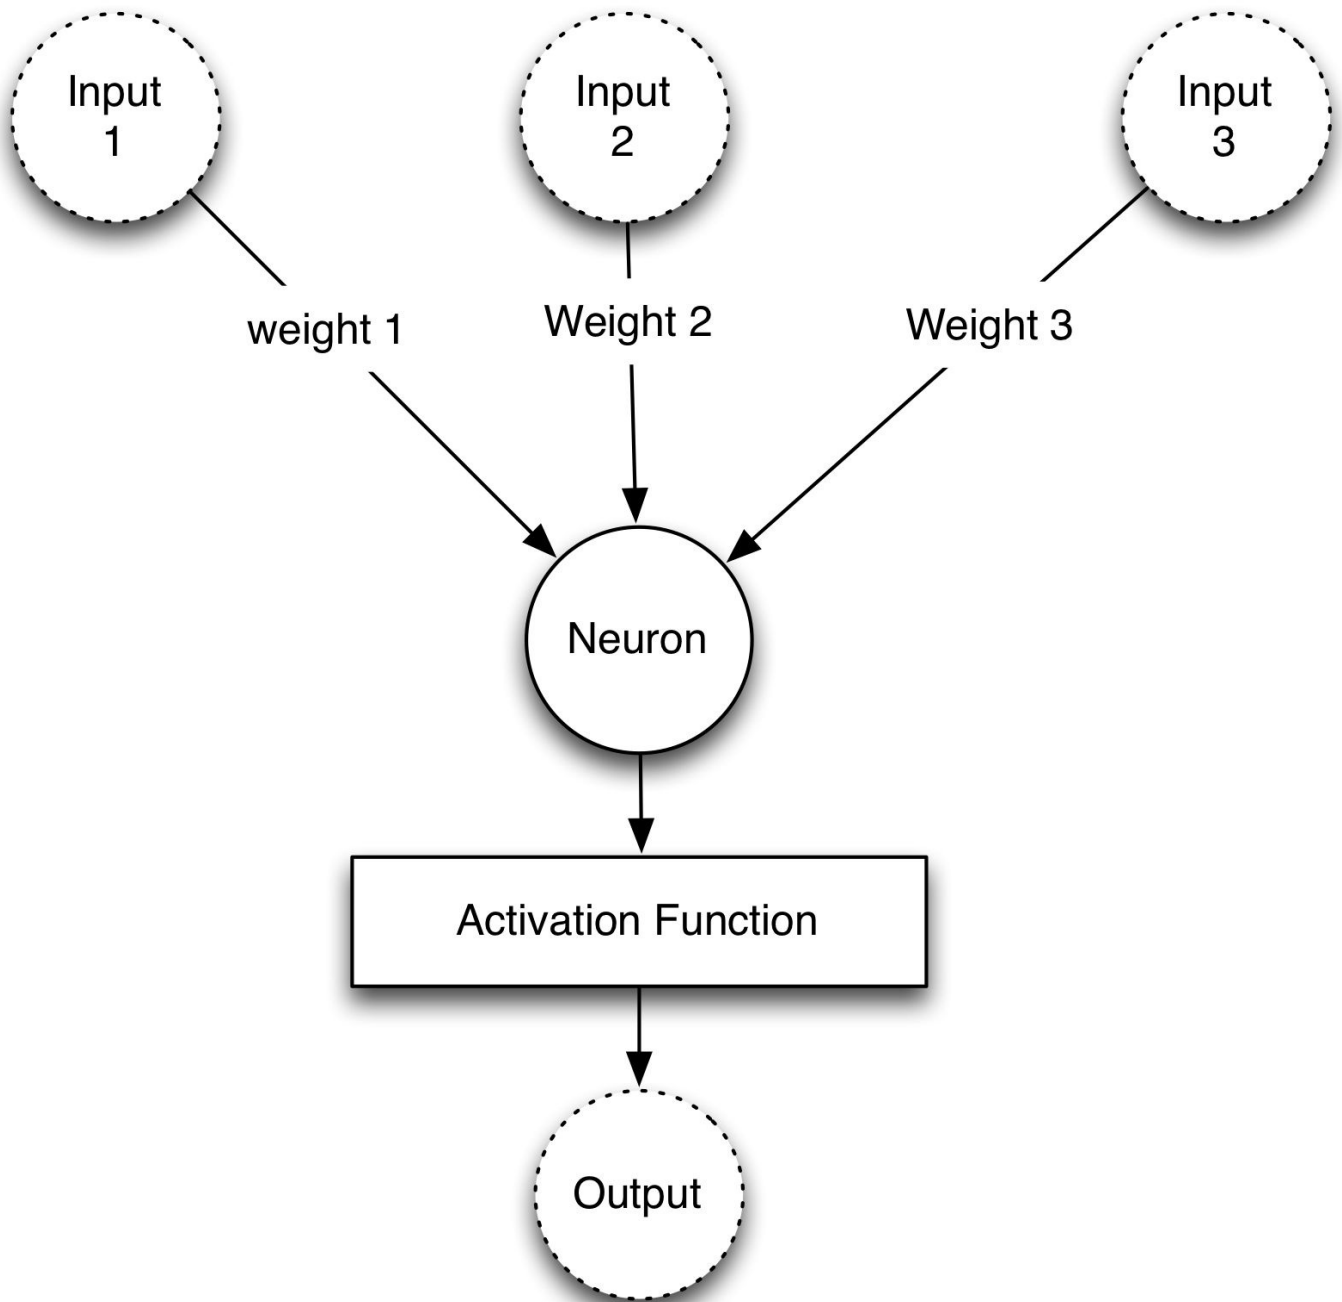 Input
1
Input
2
Input
3
weight 1
Weight 2
Weight 3
Neuron
Activation Function
Output